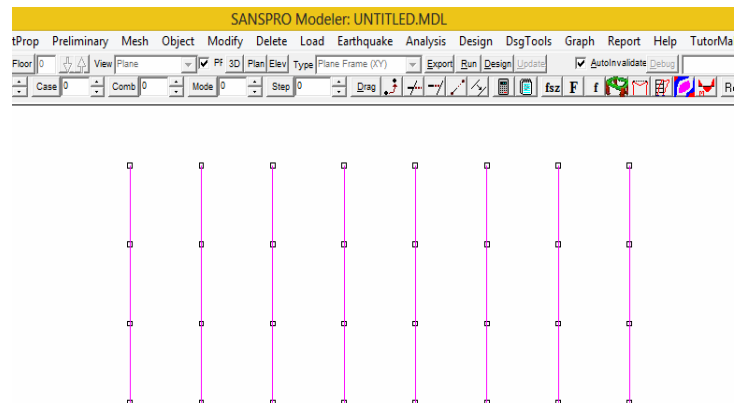 SANSPRO Modeler: UNTITLED.MDL
tProp Preliminary Mesh Object Modify Delete Load Earthquake Analysis Design DsgTools Graph Report Help TutorMa
Floor 0 View Plane Pf 3D Plan Elev Type Plane Frame (XY) Export Run Design Update AutoInvalidate Debug
Case 0 Comb 0 Mode 0 Step 0 Drag fsz F f Re